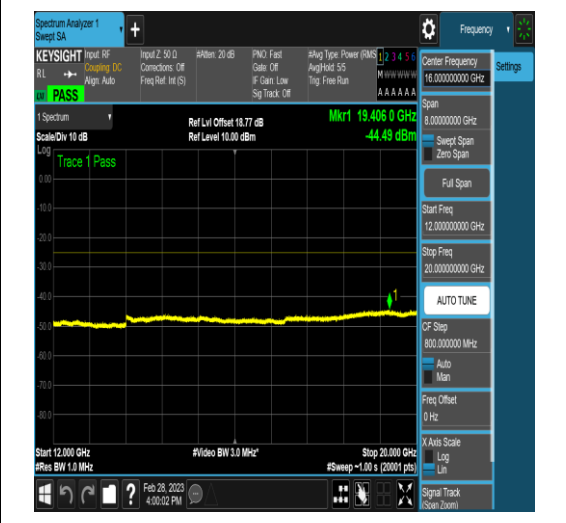 Spectrum Analyzer 1
Swept SA
Frequency
KEYSIGHT
RL
PASS
Input: RF
Coupling: DC
Align: Auto
Input Z: 50 Ω
Corrections: Off
Freq Ref: Int (S)
#Atten: 20 dB
PNO: Fast
Gate: Off
IF Gain: Low
Sig Track: Off
#Avg Type: Power (RMS
Avg|Hold: 5/5
Trig: Free Run
1 2 3 4 5 6
M W W W W W
A A A A A A
1 Spectrum
Scale/Div 10 dB
Log
Ref Lvl Offset 18.77 dB
Ref Level 10.00 dBm
Mkr1 19.406 0 GHz
-44.49 dBm
Trace 1 Pass
0.00
-10.0
-20.0
-30.0
-40.0
-50.0
-60.0
-70.0
-80.0
1
Start 12.000 GHz
#Res BW 1.0 MHz
#Video BW 3.0 MHz*
Stop 20.000 GHz
#Sweep ~1.00 s (20001 pts)
?
Feb 28, 2023
4:00:02 PM
Center Frequency
16.000000000 GHz
Settings
Span
8.00000000 GHz
Swept Span
Zero Span
Full Span
Start Freq
12.000000000 GHz
Stop Freq
20.000000000 GHz
AUTO TUNE
CF Step
800.000000 MHz
Auto
Man
Freq Offset
0 Hz
X Axis Scale
Log
Lin
Signal Track
(Span Zoom)